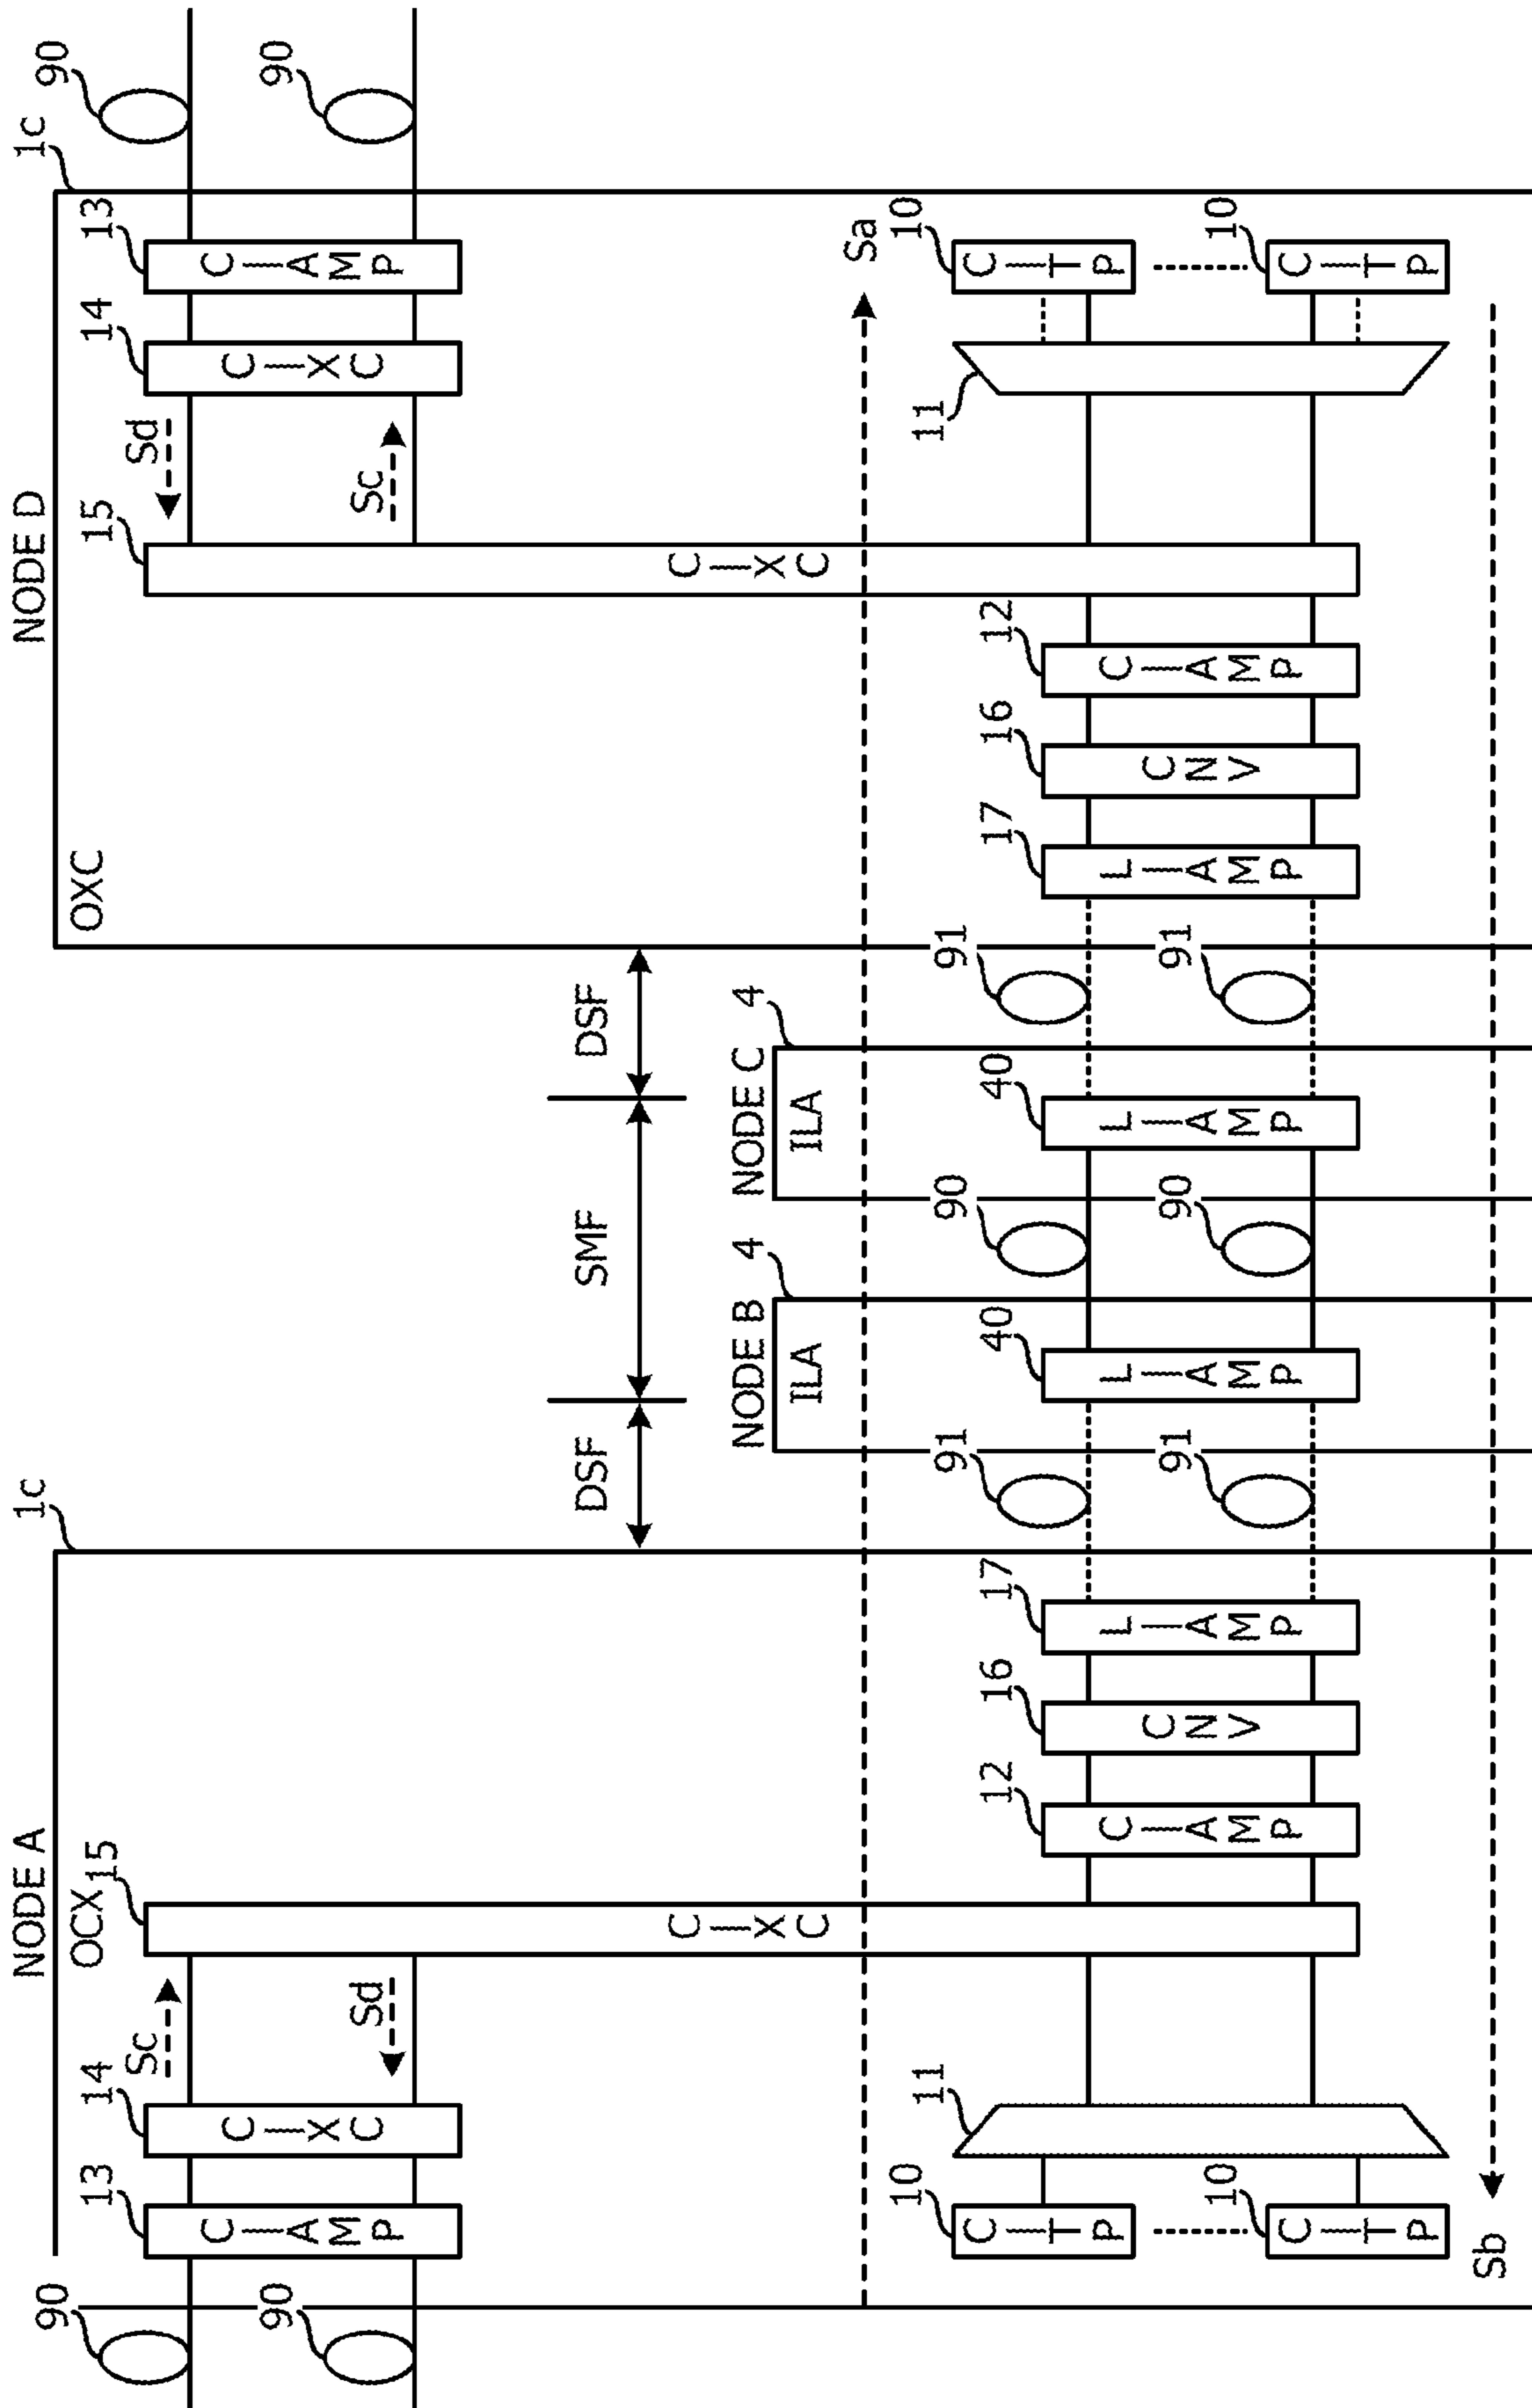 NODE A
1c
NODE D
1c
90
13
14
Sc
OCX
15
OXC
15
Sd
14
13
90
90
C-AMP
C-XC
Sd
DSF
SMF
DSF
Sc
C-XC
C-AMP
90
C-XC
NODE B
4
NODE C
4
C-XC
ILA
ILA
Sa
10
11
91
90
91
11
10
C-TP
12
16
17
40
40
17
16
12
C-TP
10
C-AMP
CNV
L-AMP
91
L-AMP
90
L-AMP
91
L-AMP
CNV
C-AMP
10
C-TP
C-TP
Sb